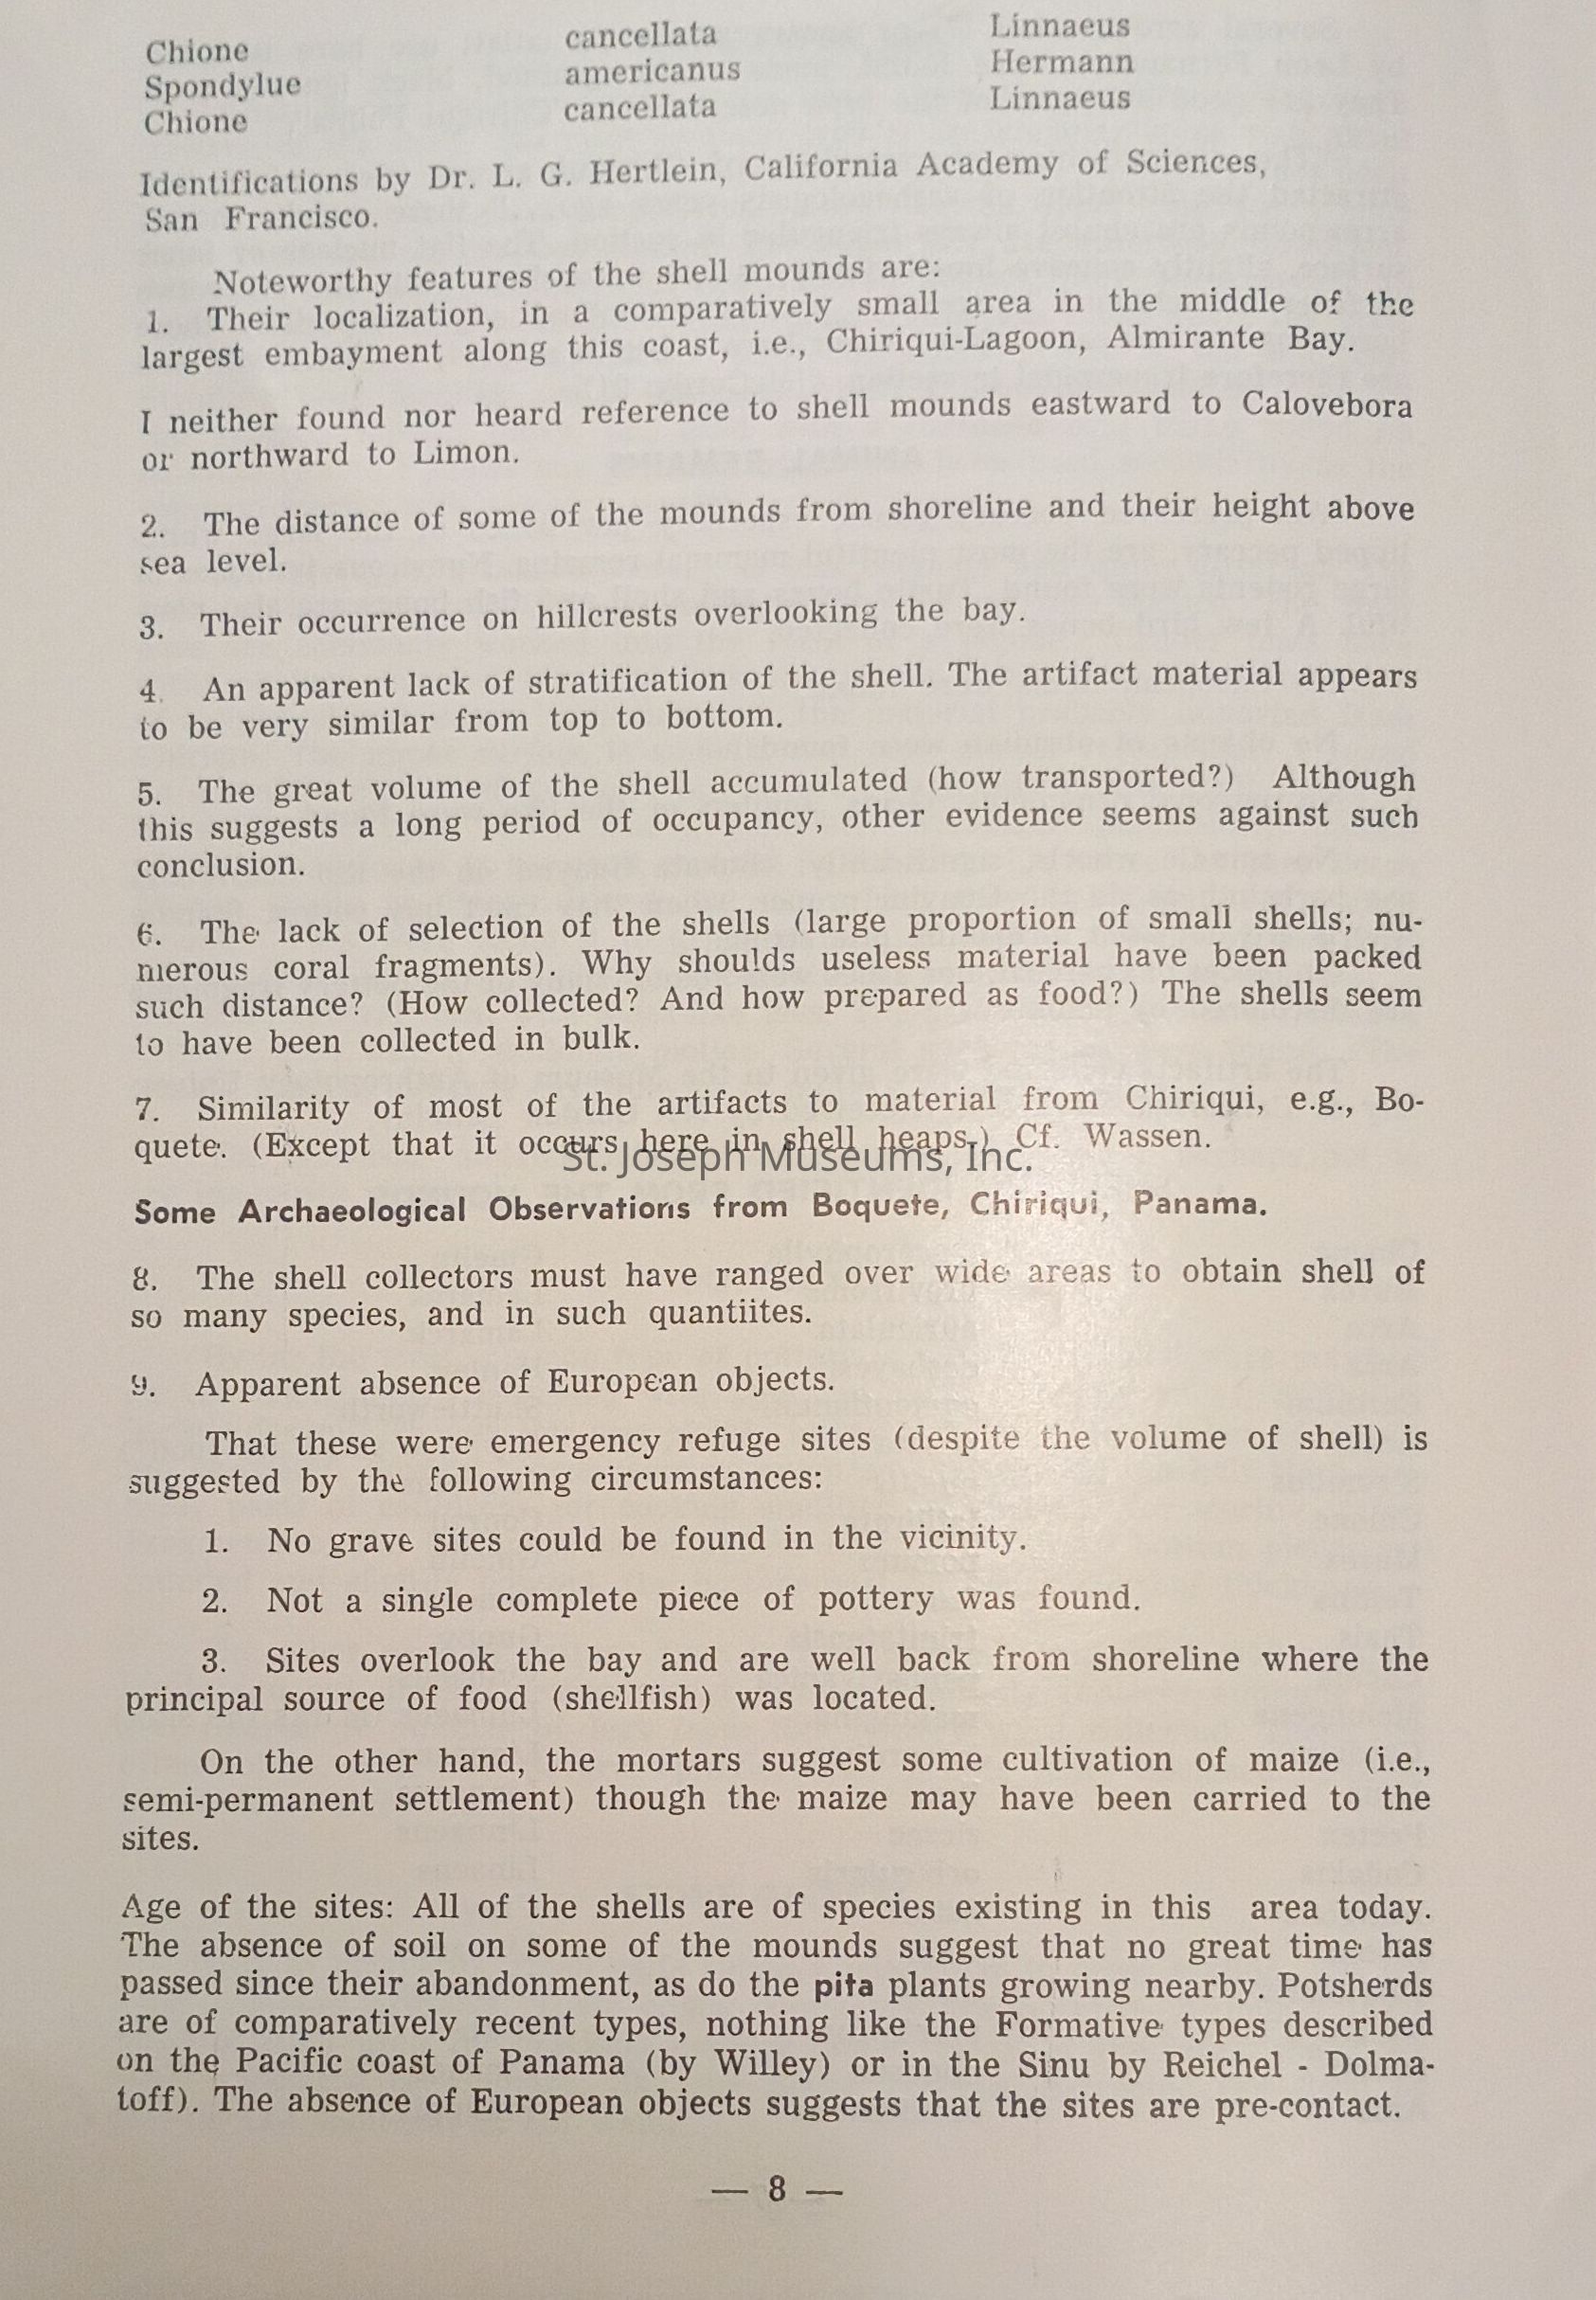 Chione cancellata Linnaeus
Spondylue americanus Hermann
Chione cancellata Linnaeus
Identifications by Dr. L. G. Hertlein, California Academy of Sciences,
San Francisco.
Noteworthy features of the shell mounds are:
1. Their localization, in a comparatively small area in the middle of the
largest embayment along this coast, i.e., Chiriqui-Lagoon, Almirante Bay.
I neither found nor heard reference to shell mounds eastward to Calovebora
or northward to Limon.
2. The distance of some of the mounds from shoreline and their height above
sea level.
3. Their occurrence on hillcrests overlooking the bay.
4. An apparent lack of stratification of the shell. The artifact material appears
to be very similar from top to bottom.
5. The great volume of the shell accumulated (how transported?) Although
this suggests a long period of occupancy, other evidence seems against such
conclusion.
6. The lack of selection of the shells (large proportion of small shells; nu-
merous coral fragments). Why shoulds useless material have been packed
such distance? (How collected? And how prepared as food?) The shells seem
to have been collected in bulk.
7. Similarity of most of the artifacts to material from Chiriqui, e.g., Bo-
quete. (Except that it occurs here in shell heaps.) Cf. Wassen.
St. Joseph Museums, Inc.
Some Archaeological Observations from Boquete, Chiriqui, Panama.
8. The shell collectors must have ranged over wide areas to obtain shell of
so many species, and in such quantiites.
9. Apparent absence of European objects.
That these were emergency refuge sites (despite the volume of shell) is
suggested by the following circumstances:
1. No grave sites could be found in the vicinity.
2. Not a single complete piece of pottery was found.
3. Sites overlook the bay and are well back from shoreline where the
principal source of food (shellfish) was located.
On the other hand, the mortars suggest some cultivation of maize (i.e.,
semi-permanent settlement) though the maize may have been carried to the
sites.
Age of the sites: All of the shells are of species existing in this area today.
The absence of soil on some of the mounds suggest that no great time has
passed since their abandonment, as do the pita plants growing nearby. Potsherds
are of comparatively recent types, nothing like the Formative types described
on the Pacific coast of Panama (by Willey) or in the Sinu by Reichel - Dolma-
toff). The absence of European objects suggests that the sites are pre-contact.
— 8 —